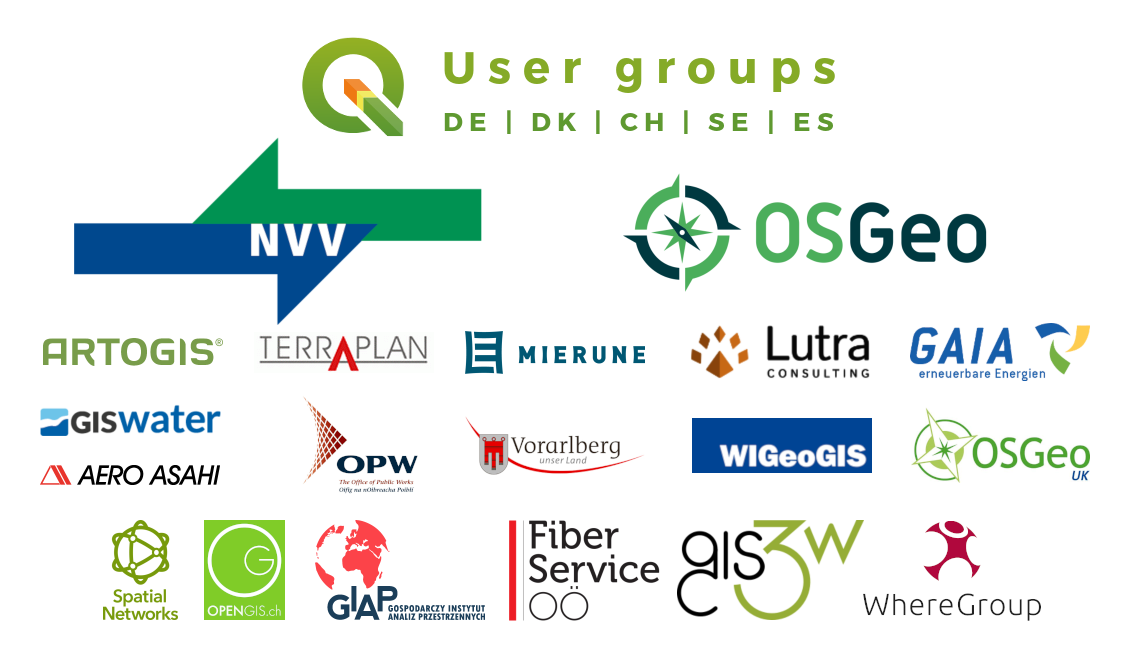 User groups
DE | DK | CH | SE | ES
NVV
OSGeo
ARTOGIS®
TERRAPLAN
MIERUNE
Lutra
CONSULTING
GAIA
erneuerbare Energien
GISwater
AERO ASAHI
OPW
The Office of Public Works
Oifig na nOibreacha Poiblí
Vorarlberg
unser Land
WIGeoGIS
OSGeo
UK
Spatial
Networks
G
OPENGIS.ch
GIAP
GOSPODARCZY INSTYTUT
ANALIZ PRZESTRZENNYCH
Fiber
Service
OÖ
gis3w
WhereGroup